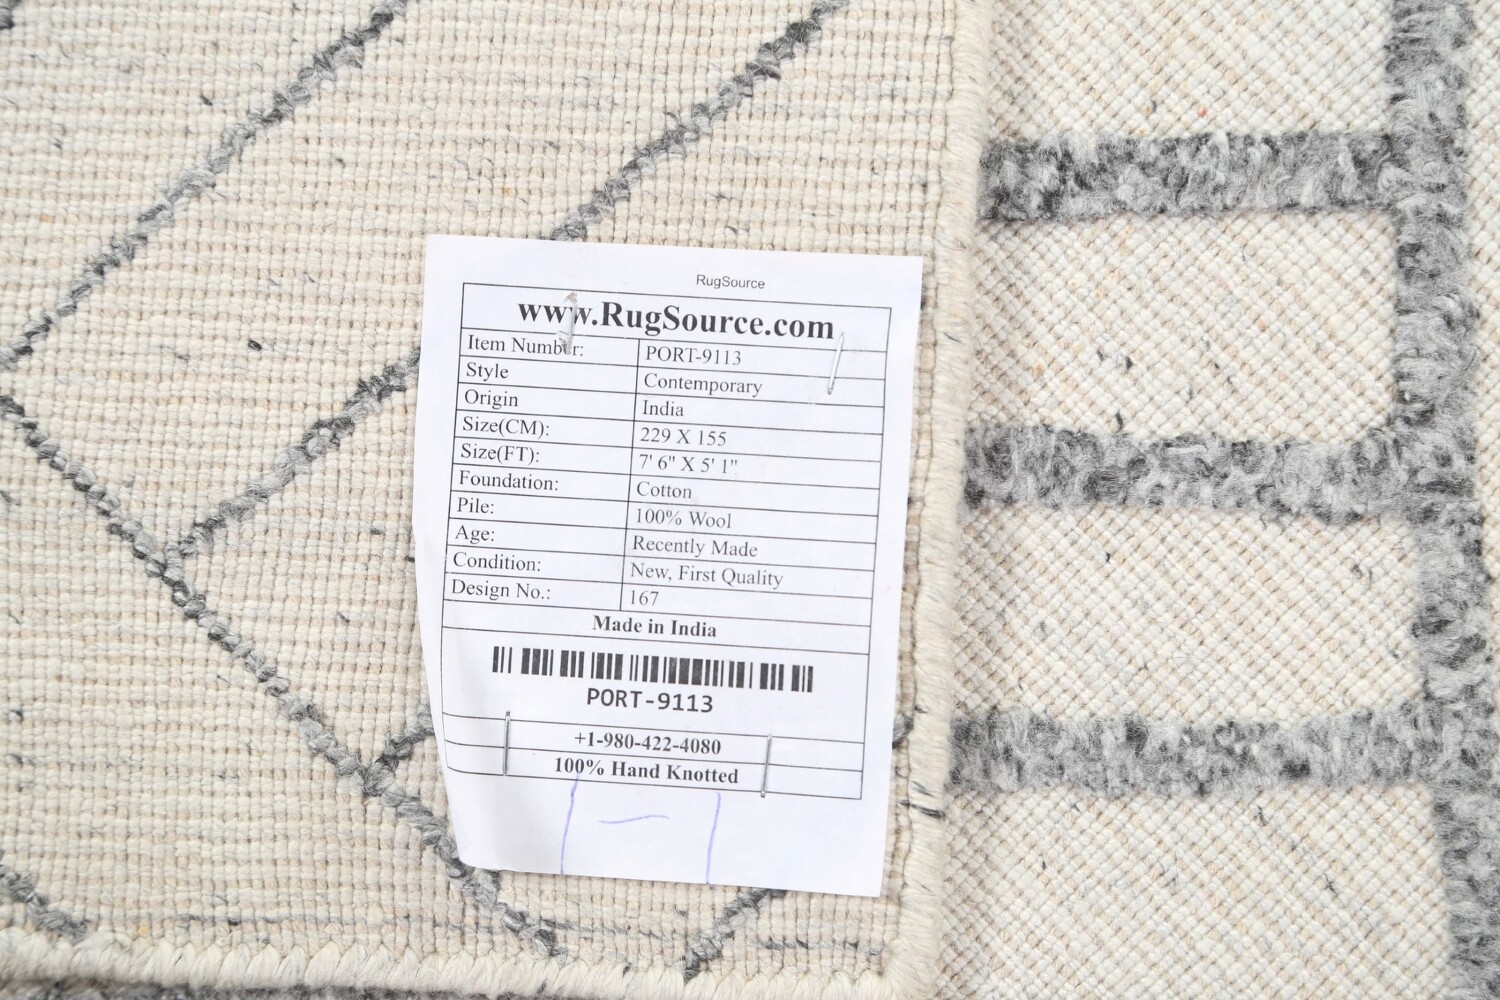 RugSource
www.RugSource.com
Item Number: PORT-9113
Style Contemporary
Origin India
Size(CM): 229 X 155
Size(FT): 7' 6" X 5' 1"
Foundation: Cotton
Pile: 100% Wool
Age: Recently Made
Condition: New, First Quality
Design No.: 167
Made in India
PORT-9113
+1-980-422-4080
100% Hand Knotted
1-1